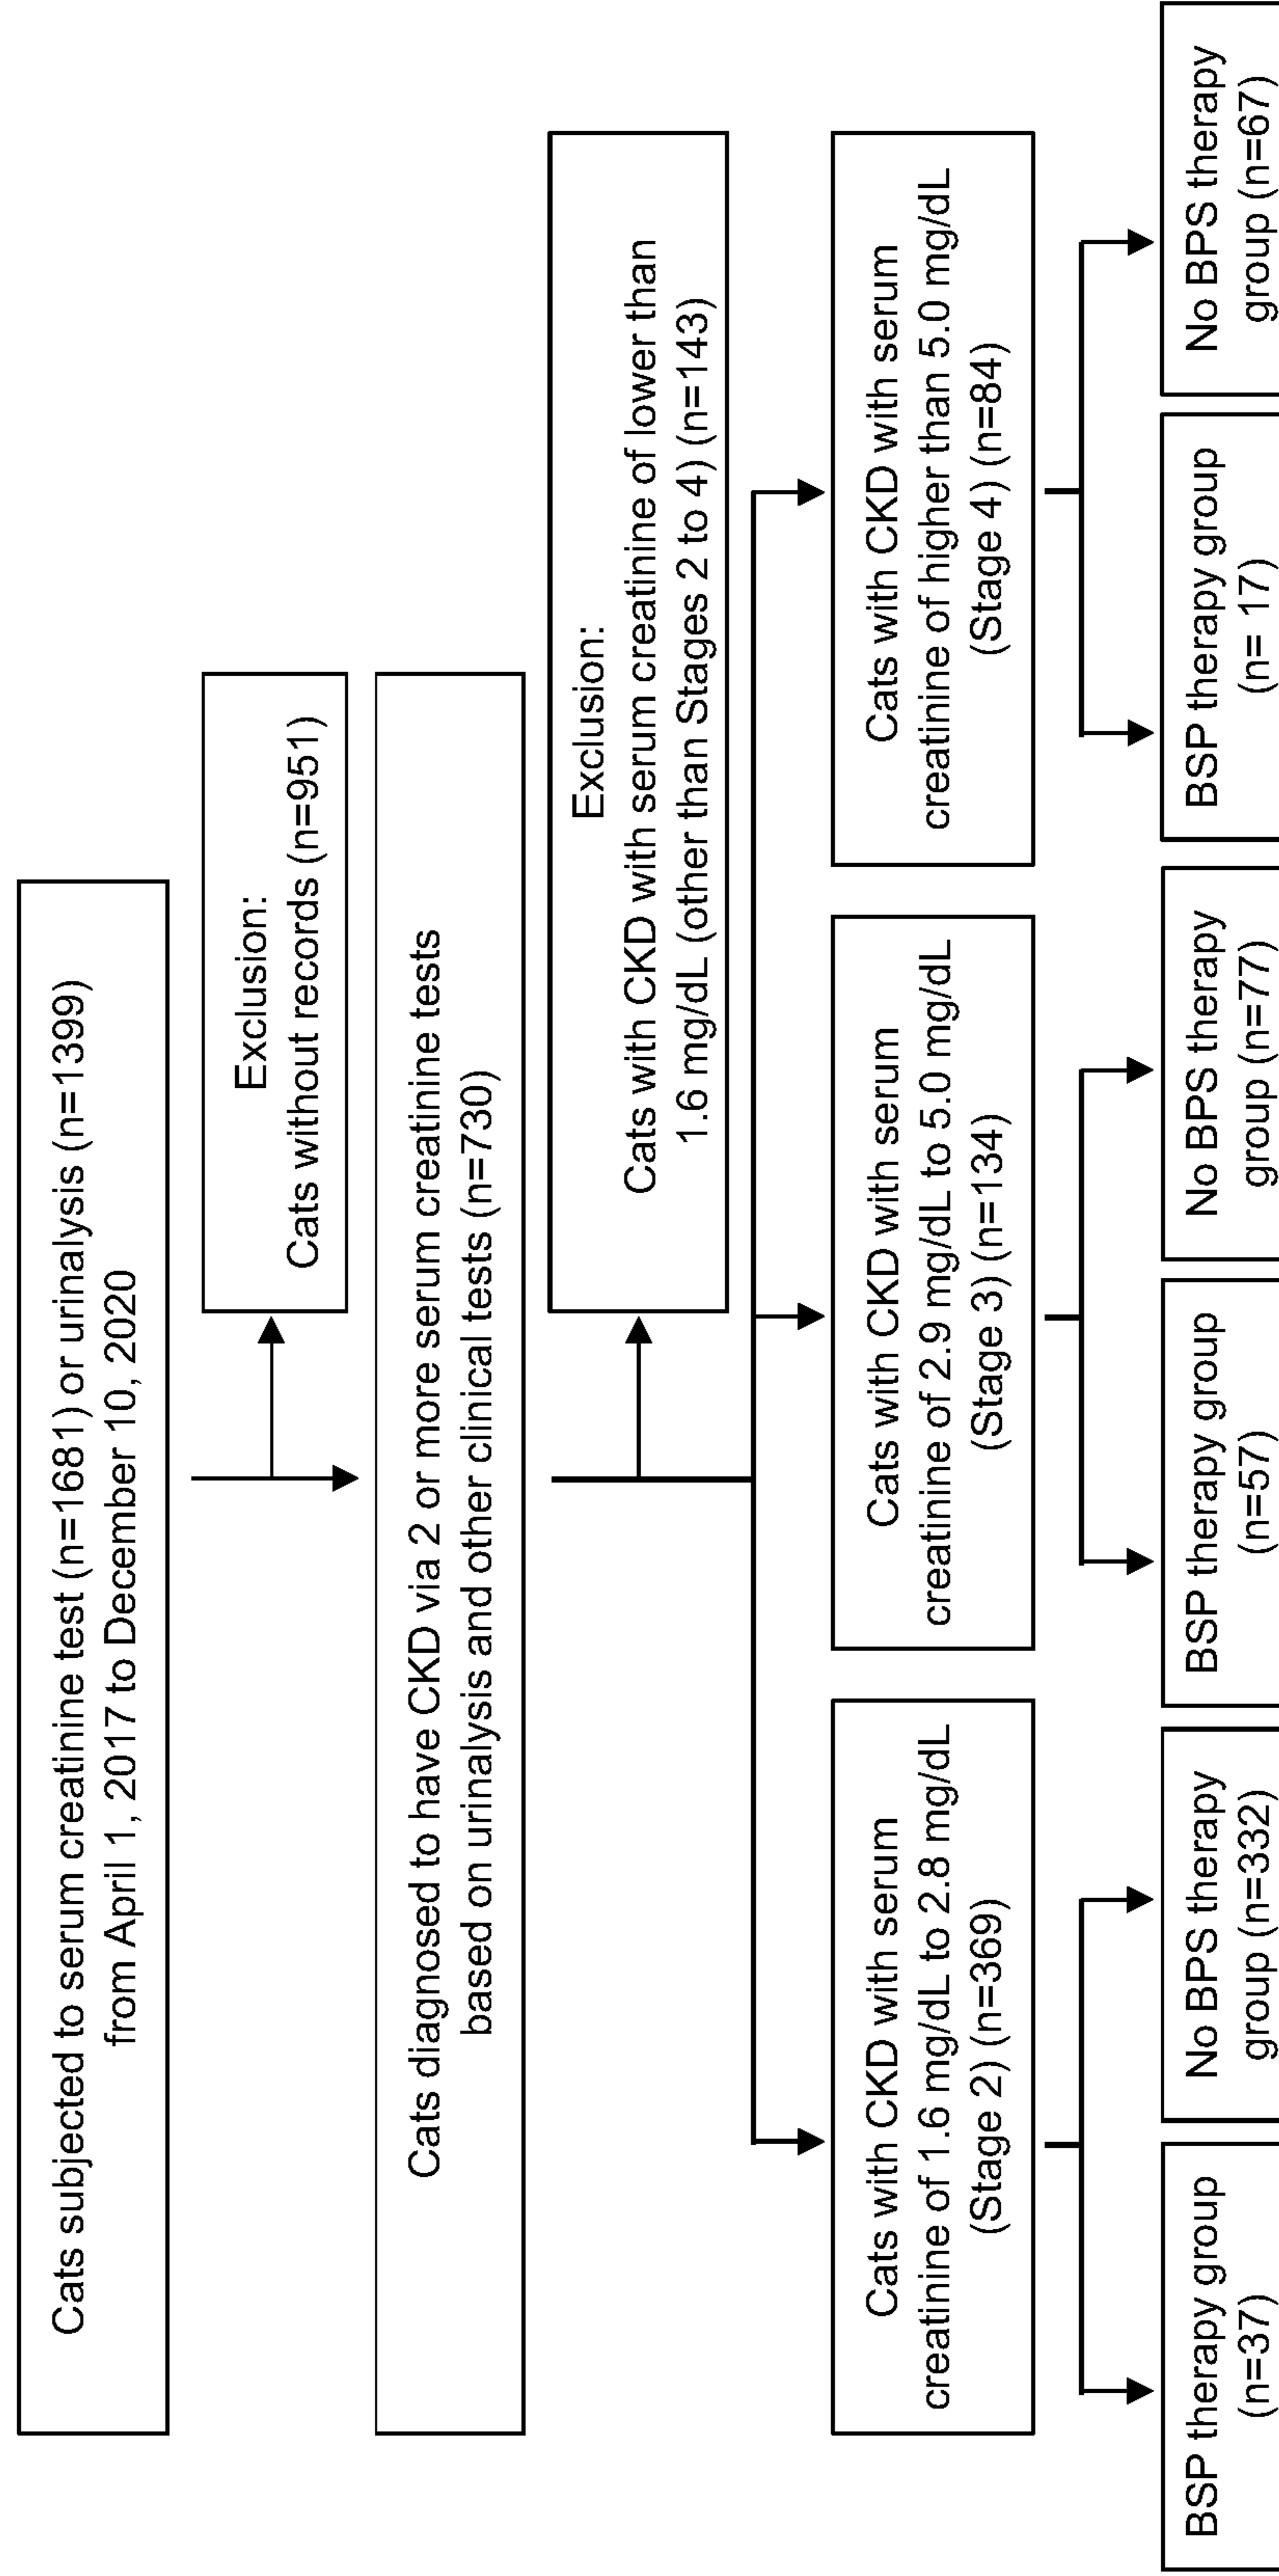 Cats subjected to serum creatinine test (n=1681) or urinalysis (n=1399)
from April 1, 2017 to December 10, 2020
Exclusion:
Cats without records (n=951)
Cats diagnosed to have CKD via 2 or more serum creatinine tests
based on urinalysis and other clinical tests (n=730)
Exclusion:
Cats with CKD with serum creatinine of lower than
1.6 mg/dL (other than Stages 2 to 4) (n=143)
Cats with CKD with serum
creatinine of 1.6 mg/dL to 2.8 mg/dL
(Stage 2) (n=369)
Cats with CKD with serum
creatinine of 2.9 mg/dL to 5.0 mg/dL
(Stage 3) (n=134)
Cats with CKD with serum
creatinine of higher than 5.0 mg/dL
(Stage 4) (n=84)
BSP therapy group
(n=37)
No BPS therapy
group (n=332)
BSP therapy group
(n=57)
No BPS therapy
group (n=77)
BSP therapy group
(n= 17)
No BPS therapy
group (n=67)